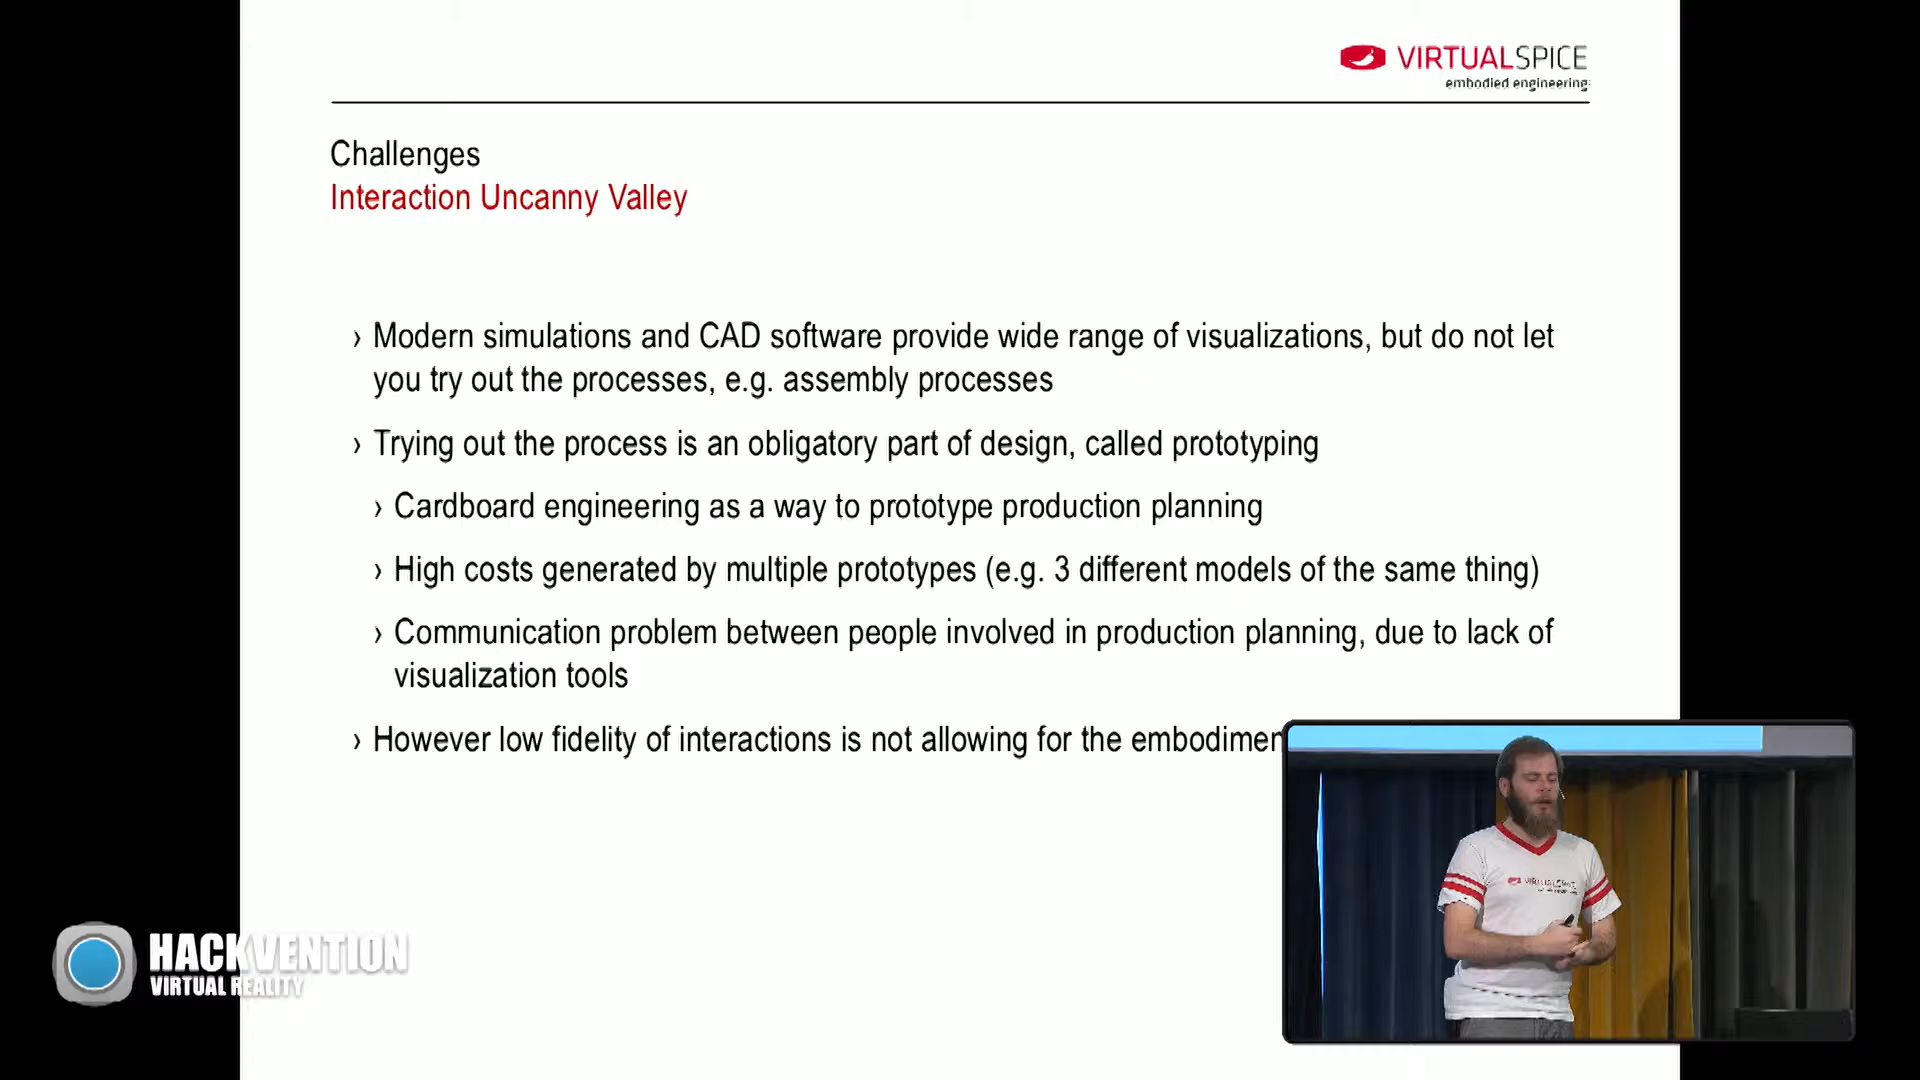 VIRTUALSPICE
embodied engineering
Challenges
Interaction Uncanny Valley
› Modern simulations and CAD software provide wide range of visualizations, but do not let
you try out the processes, e.g. assembly processes
› Trying out the process is an obligatory part of design, called prototyping
› Cardboard engineering as a way to prototype production planning
› High costs generated by multiple prototypes (e.g. 3 different models of the same thing)
› Communication problem between people involved in production planning, due to lack of
visualization tools
› However low fidelity of interactions is not allowing for the embodimen
HACKVENTION
VIRTUAL REALITY